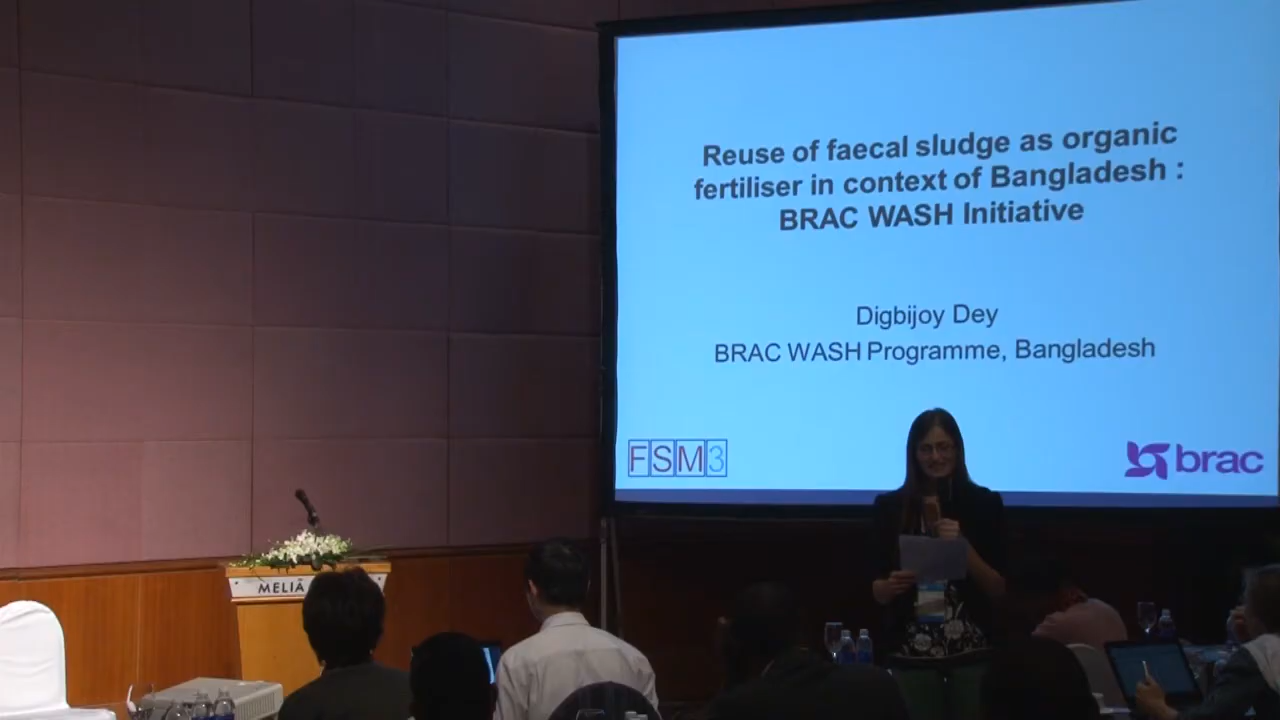 Reuse of faecal sludge as organic
fertiliser in context of Bangladesh :
BRAC WASH Initiative
Digbijoy Dey
BRAC WASH Programme, Bangladesh
FSM3
brac
MELIÃ